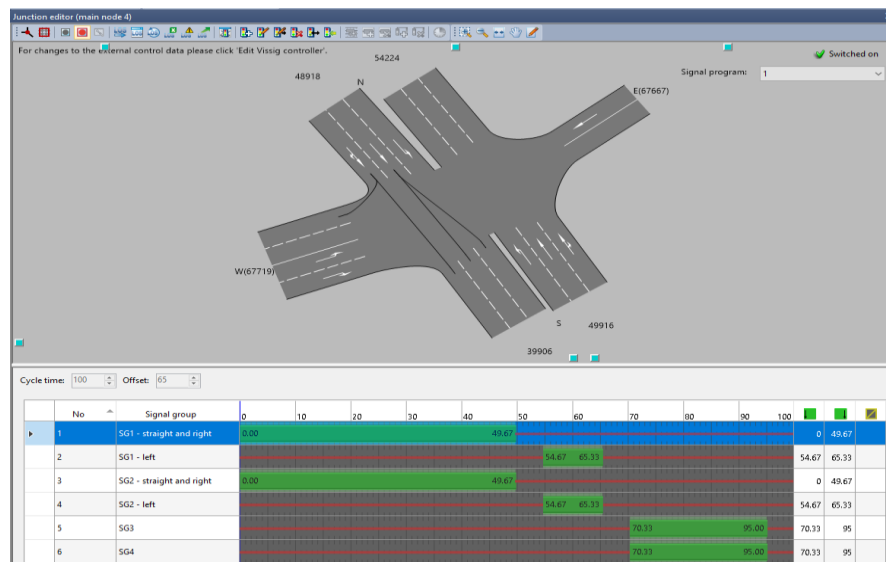 Junction editor (main node 4)
For changes to the external control data please click 'Edit Vissig controller'.
Switched on
Signal program: 1
54224
48918
N
E(67667)
W(67719)
S
49916
39906
Cycle time: 100 Offset: 65
No Signal group 0 10 20 30 40 50 60 70 80 90 100
1 SG1 - straight and right 0.00 49.67 0 49.67
2 SG1 - left 54.67 65.33 54.67 65.33
3 SG2 - straight and right 0.00 49.67 0 49.67
4 SG2 - left 54.67 65.33 54.67 65.33
5 SG3 70.33 95.00 70.33 95
6 SG4 70.33 95.00 70.33 95